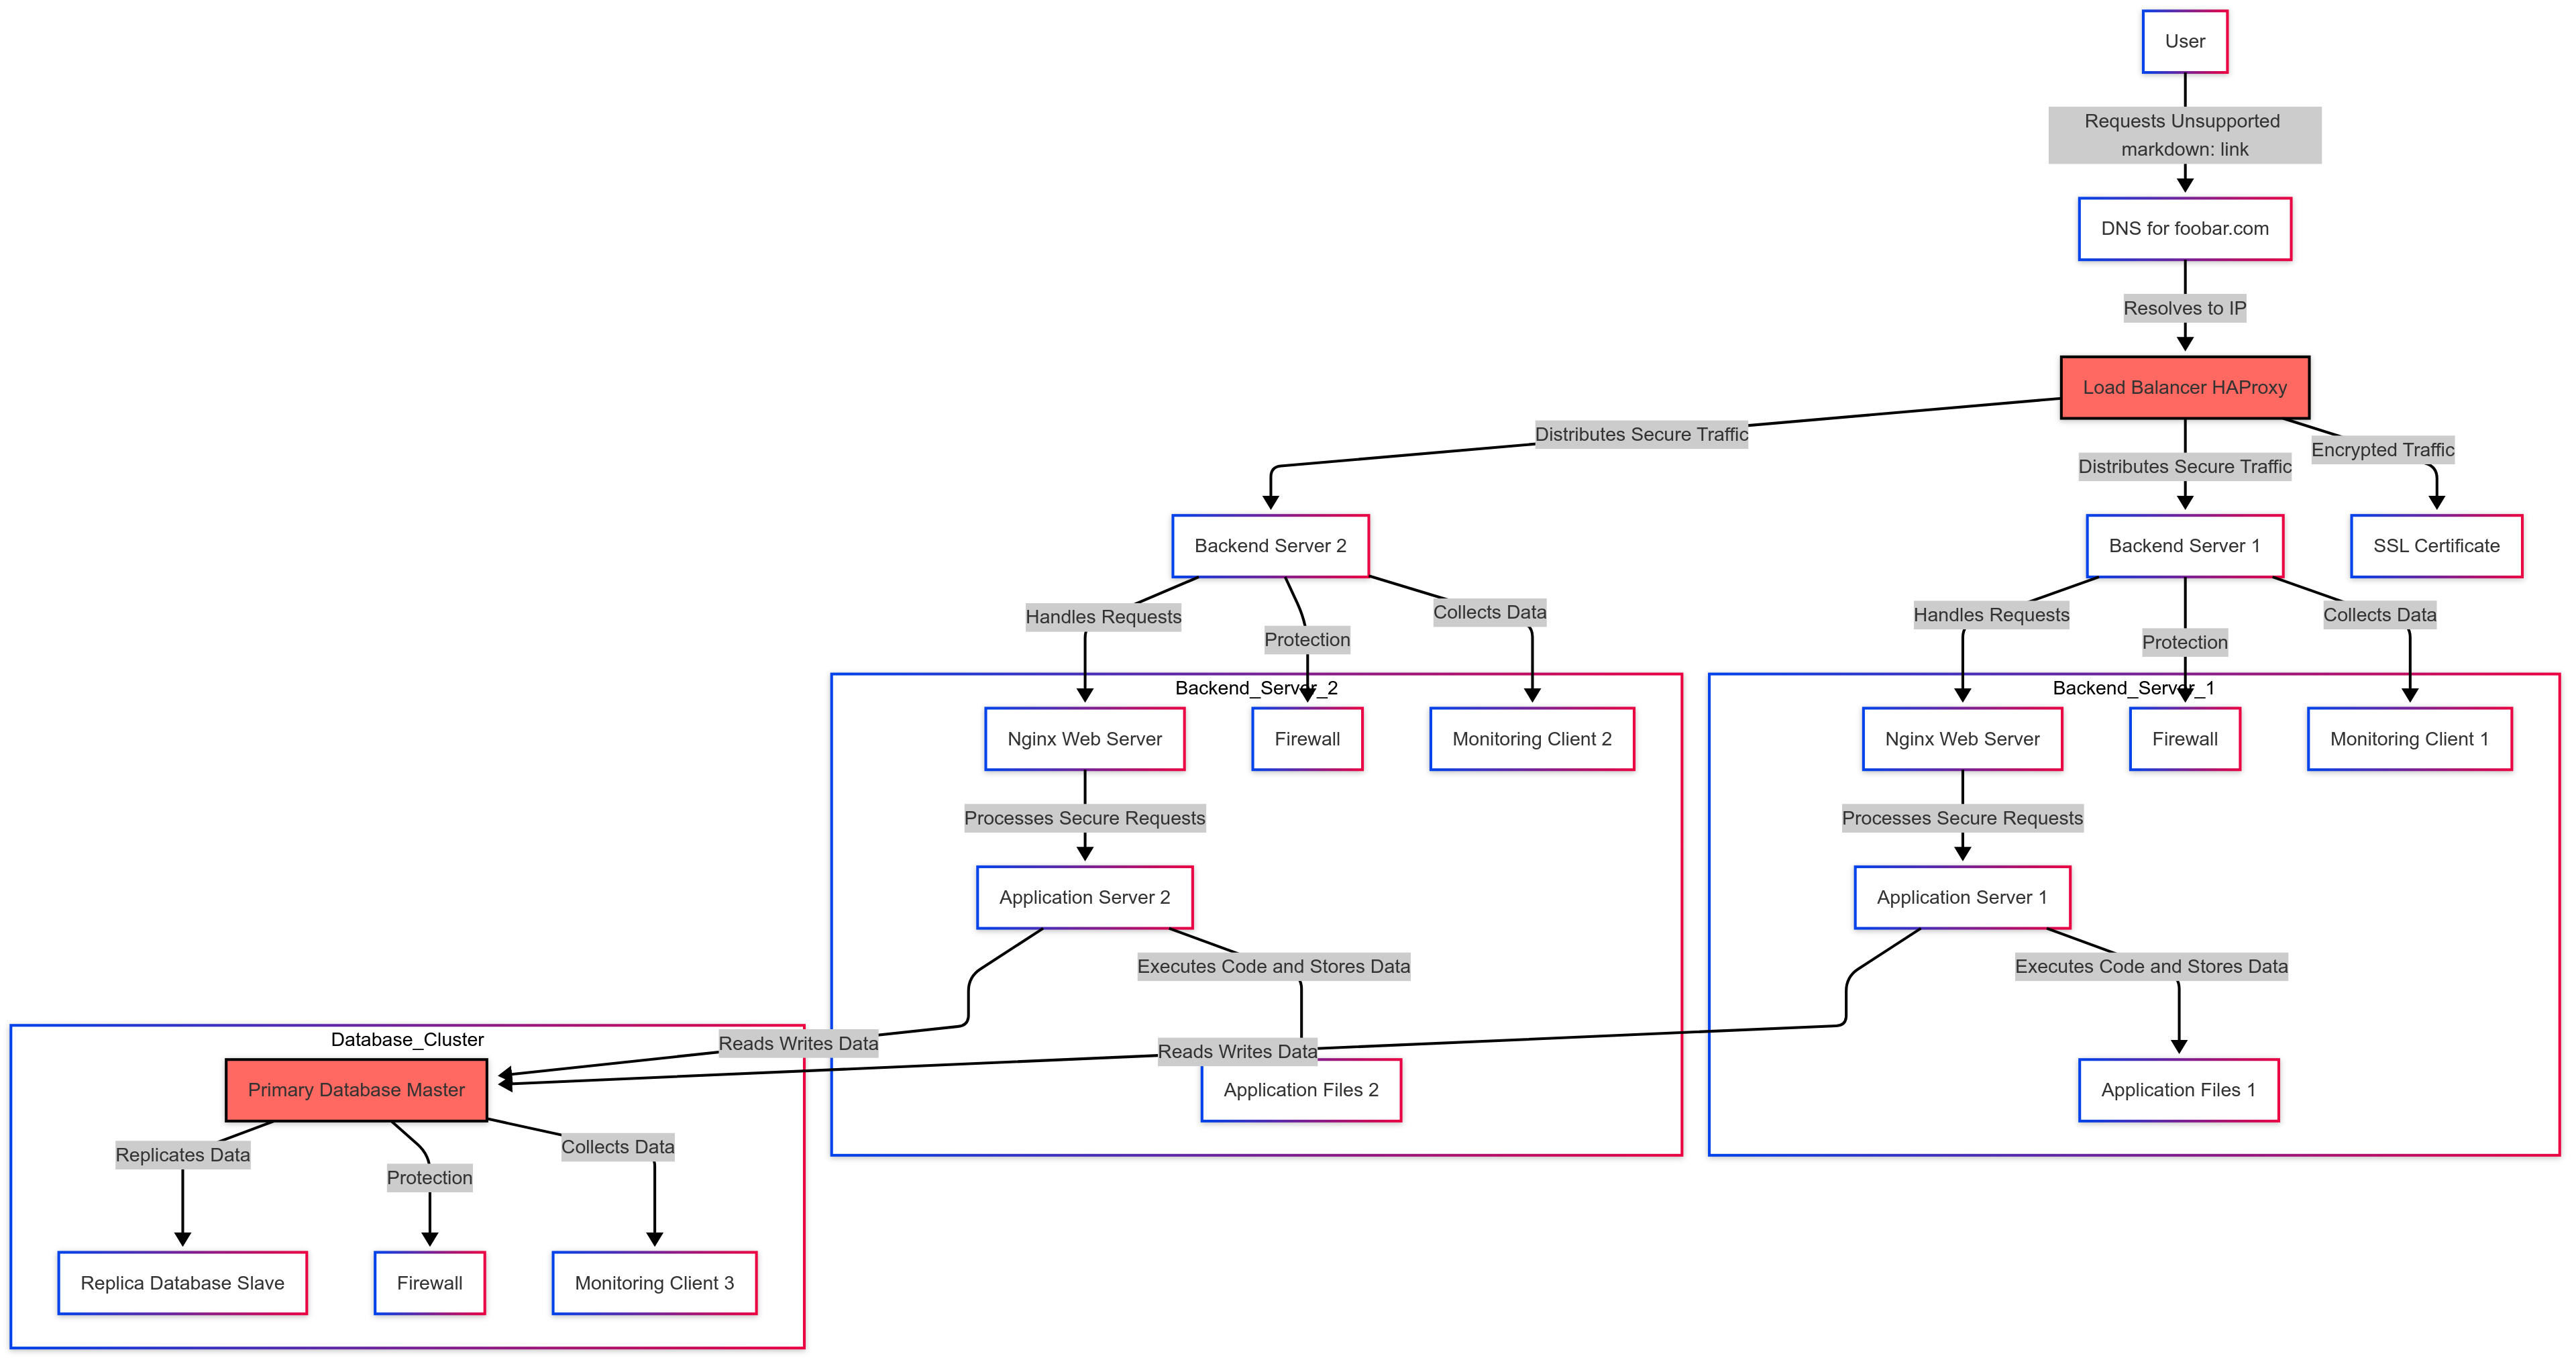 User
Requests Unsupported
markdown: link
DNS for foobar.com
Resolves to IP
Load Balancer HAProxy
Distributes Secure Traffic
Distributes Secure Traffic
Encrypted Traffic
Backend Server 2
Backend Server 1
SSL Certificate
Handles Requests
Protection
Collects Data
Handles Requests
Protection
Collects Data
Backend_Server_2
Backend_Server_1
Nginx Web Server
Firewall
Monitoring Client 2
Nginx Web Server
Firewall
Monitoring Client 1
Processes Secure Requests
Processes Secure Requests
Application Server 2
Application Server 1
Executes Code and Stores Data
Executes Code and Stores Data
Database_Cluster
Reads Writes Data
Reads Writes Data
Primary Database Master
Application Files 2
Application Files 1
Replicates Data
Protection
Collects Data
Replica Database Slave
Firewall
Monitoring Client 3